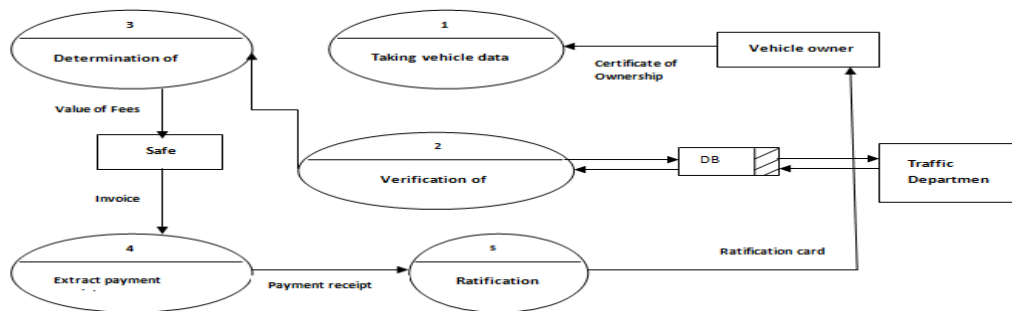 3
Determination of
1
Taking vehicle data
Vehicle owner
Certificate of
Ownership
Value of Fees
Safe
2
Verification of
DB
Traffic
Departmen
Invoice
4
Extract payment
5
Ratification
Payment receipt
Ratification card